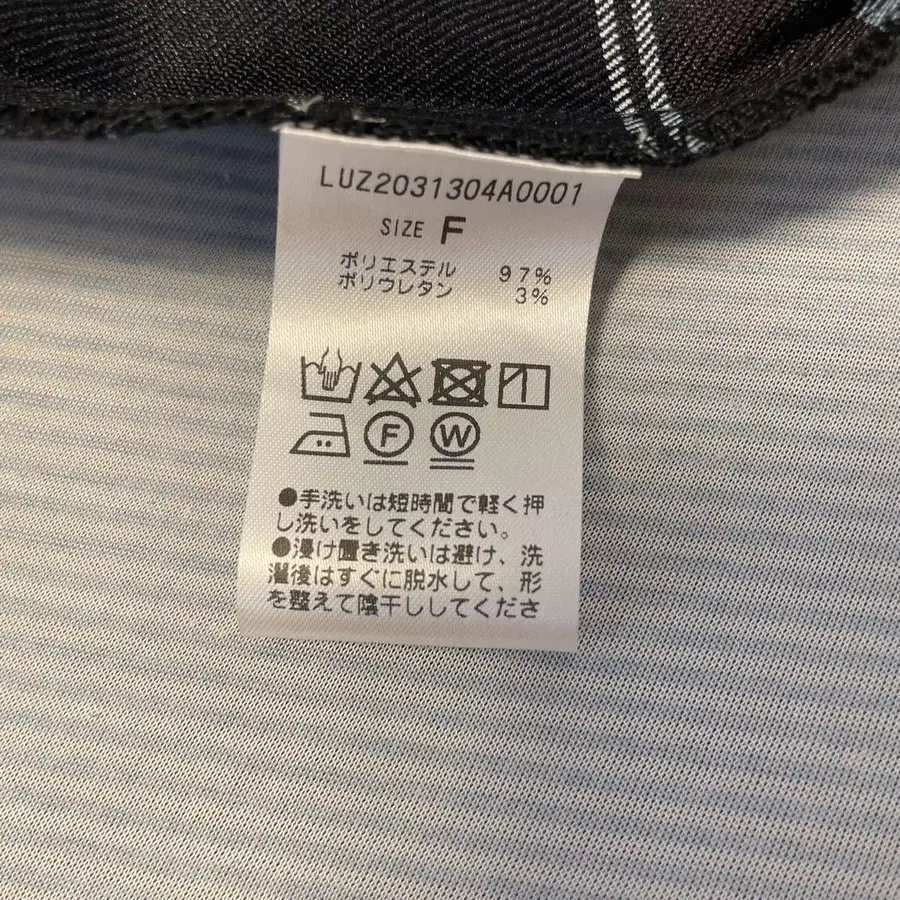 LUZ2031304A0001
SIZE F
ポリエステル 97%
ポリウレタン 3%
F W
●手洗いは短時間で軽く押
し洗いをしてください。
●浸け置き洗いは避け、洗
濯後はすぐに脱水して、形
を整えて陰干ししてくださ